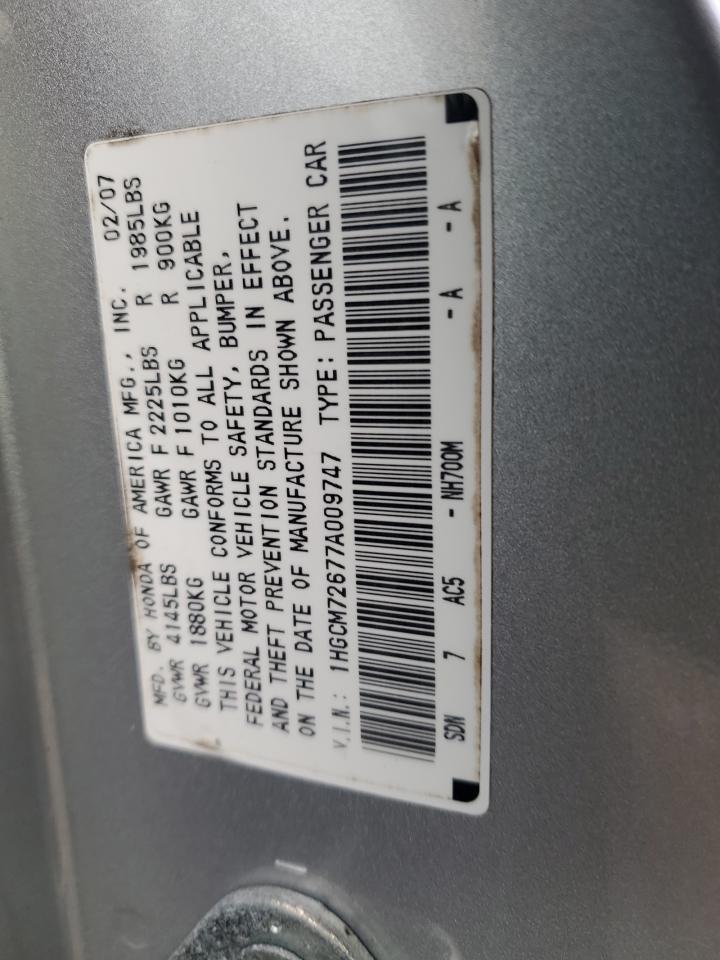 MFD. BY HONDA OF AMERICA MFG., INC. 02/07
GVWR 4145LBS GAWR F 2225LBS R 1985LBS
GVWR 1880KG GAWR F 1010KG R 900KG
THIS VEHICLE CONFORMS TO ALL APPLICABLE
FEDERAL MOTOR VEHICLE SAFETY, BUMPER,
AND THEFT PREVENTION STANDARDS IN EFFECT
ON THE DATE OF MANUFACTURE SHOWN ABOVE.
V.I.N.: 1HGCM72677A009747 TYPE: PASSENGER CAR
SDN 7 AC5 - NH700M - A - A